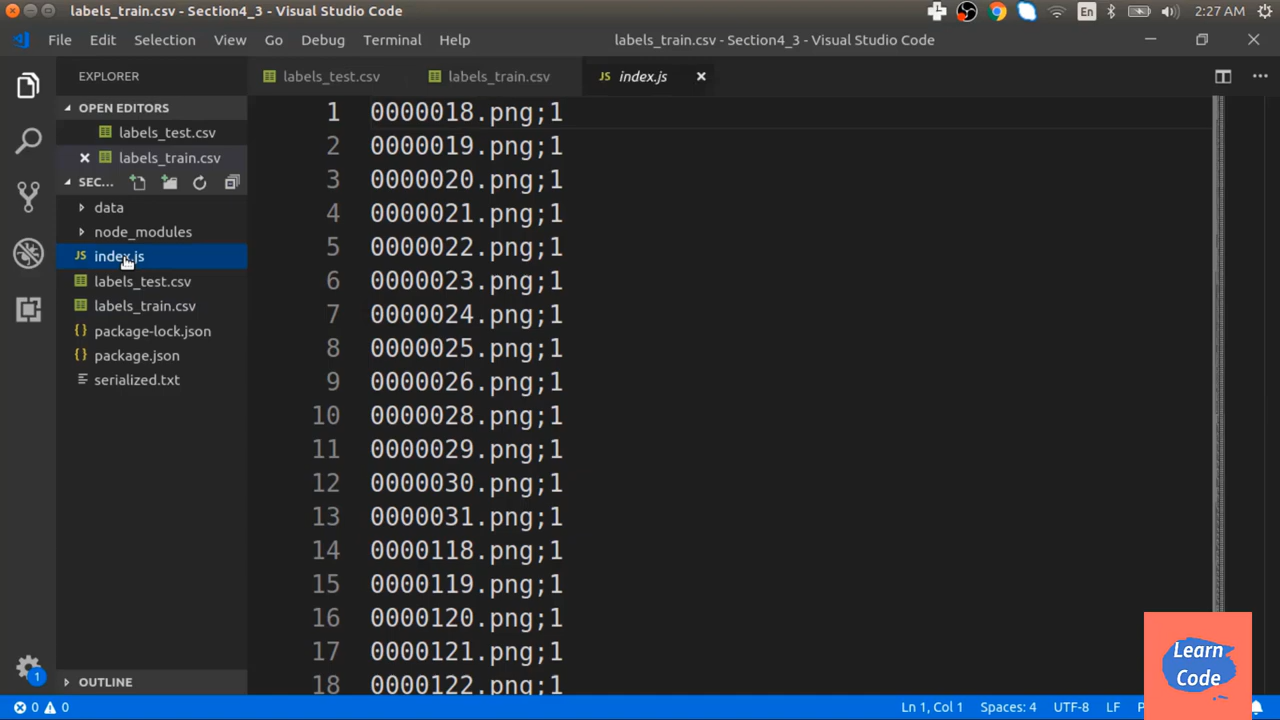 labels_train.csv - Section4_3 - Visual Studio Code
En
2:27 AM
File Edit Selection View Go Debug Terminal Help
labels_train.csv - Section4_3 - Visual Studio Code
EXPLORER
labels_test.csv
labels_train.csv
JS index.js
OPEN EDITORS
labels_test.csv
labels_train.csv
SEC...
data
node_modules
JS index.js
labels_test.csv
labels_train.csv
{} package-lock.json
{} package.json
serialized.txt
OUTLINE
1 0000018.png;1
2 0000019.png;1
3 0000020.png;1
4 0000021.png;1
5 0000022.png;1
6 0000023.png;1
7 0000024.png;1
8 0000025.png;1
9 0000026.png;1
10 0000028.png;1
11 0000029.png;1
12 0000030.png;1
13 0000031.png;1
14 0000118.png;1
15 0000119.png;1
16 0000120.png;1
17 0000121.png;1
18 0000122.png;1
Learn
Code
1
0 0
Ln 1, Col 1
Spaces: 4
UTF-8
LF